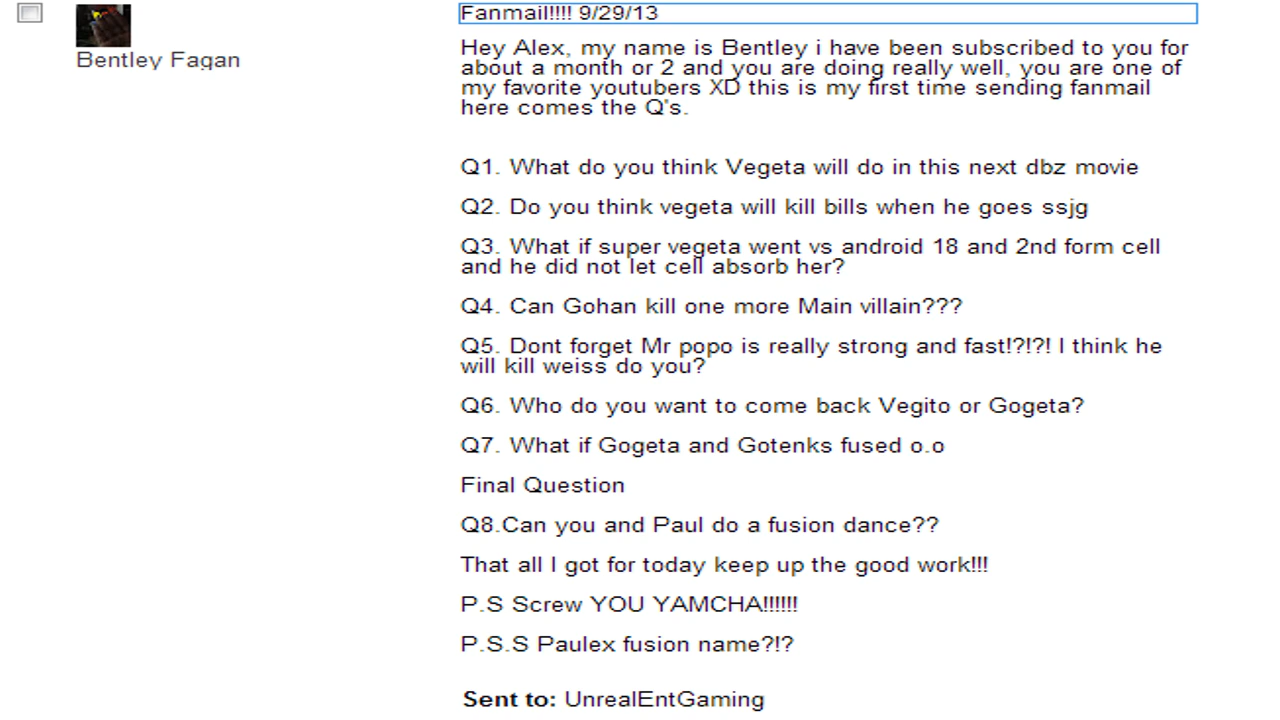 Fanmail!!!! 9/29/13
Bentley Fagan
Hey Alex, my name is Bentley i have been subscribed to you for
about a month or 2 and you are doing really well, you are one of
my favorite youtubers XD this is my first time sending fanmail
here comes the Q's.
Q1. What do you think Vegeta will do in this next dbz movie
Q2. Do you think vegeta will kill bills when he goes ssjg
Q3. What if super vegeta went vs android 18 and 2nd form cell
and he did not let cell absorb her?
Q4. Can Gohan kill one more Main villain???
Q5. Dont forget Mr popo is really strong and fast!?!?! I think he
will kill weiss do you?
Q6. Who do you want to come back Vegito or Gogeta?
Q7. What if Gogeta and Gotenks fused o.o
Final Question
Q8.Can you and Paul do a fusion dance??
That all I got for today keep up the good work!!!
P.S Screw YOU YAMCHA!!!!!!
P.S.S Paulex fusion name?!?
Sent to: UnrealEntGaming